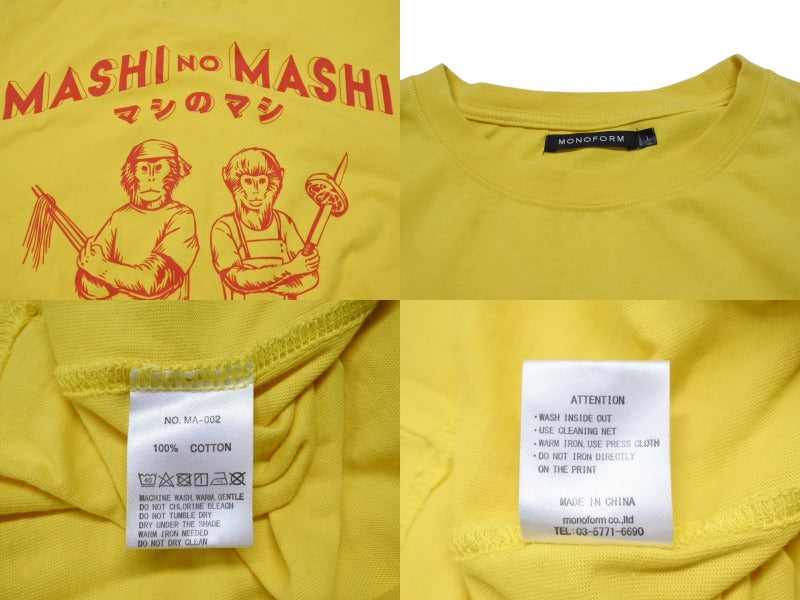 MASHI NO MASHI
マシのマシ
MONOFORM
L
NO. MA-002
100% COTTON
40
MACHINE WASH, WARM, GENTLE
DO NOT CHLORINE BLEACH
DO NOT TUMBLE DRY
DRY UNDER THE SHADE
WARM IRON NEEDED
DO NOT DRY CLEAN
ATTENTION
・WASH INSIDE OUT
・USE CLEANING NET
・WARM IRON, USE PRESS CLOTH
・DO NOT IRON DIRECTLY
ON THE PRINT
MADE IN CHINA
monoform co.,ltd
TEL: 03-5771-6690